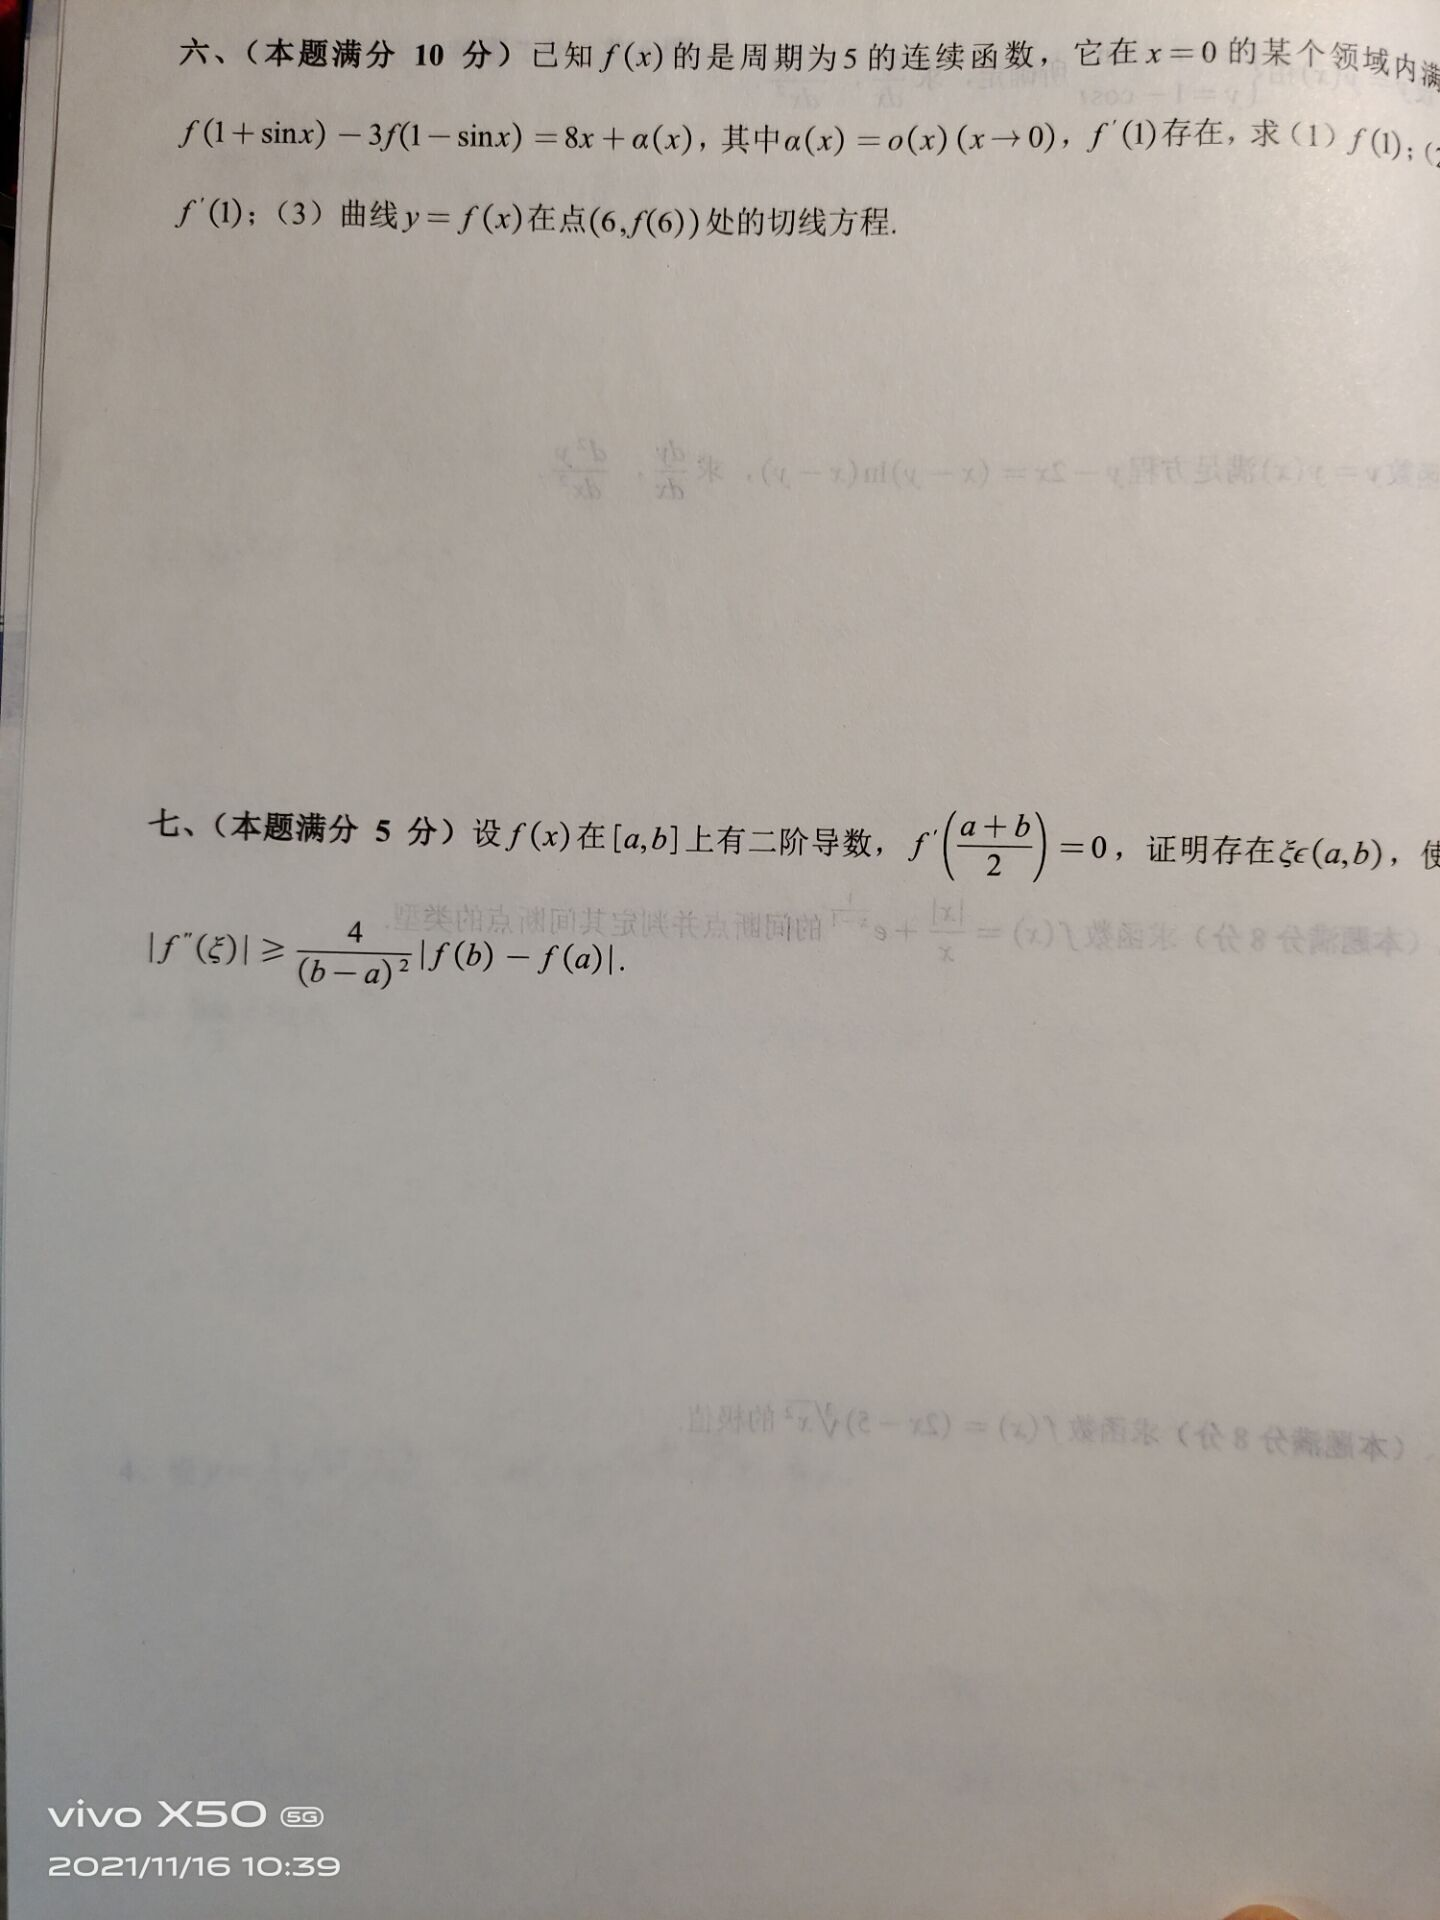 六、（本题满分 10 分）已知 f(x) 的是周期为 5 的连续函数，它在 x=0 的某个领域内满
f(1+sinx) − 3f(1−sinx) = 8x + α(x)，其中 α(x) = o(x) (x→0)，f′(1) 存在，求（1）f(1)；(2
f′(1)；（3）曲线 y=f(x) 在点(6,f(6)) 处的切线方程.
七、（本题满分 5 分）设 f(x) 在 [a,b] 上有二阶导数，f′((a+b)/2) = 0，证明存在 ξϵ(a,b)，使
|f″(ξ)| ⩾ 4/(b−a)² |f(b) − f(a)|.
vivo X50 5G
2021/11/16 10:39